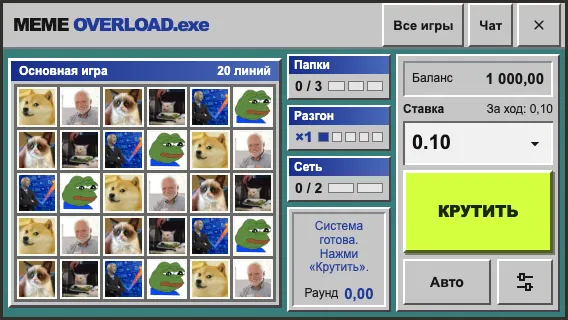 MEME OVERLOAD.exe
Все игры
Чат
×
Основная игра
20 линий
Папки
0 / 3
Разгон
×1
Сеть
0 / 2
Система
готова.
Нажми
«Крутить».
Раунд 0,00
Баланс 1 000,00
Ставка
За ход: 0,10
0.10
КРУТИТЬ
Авто